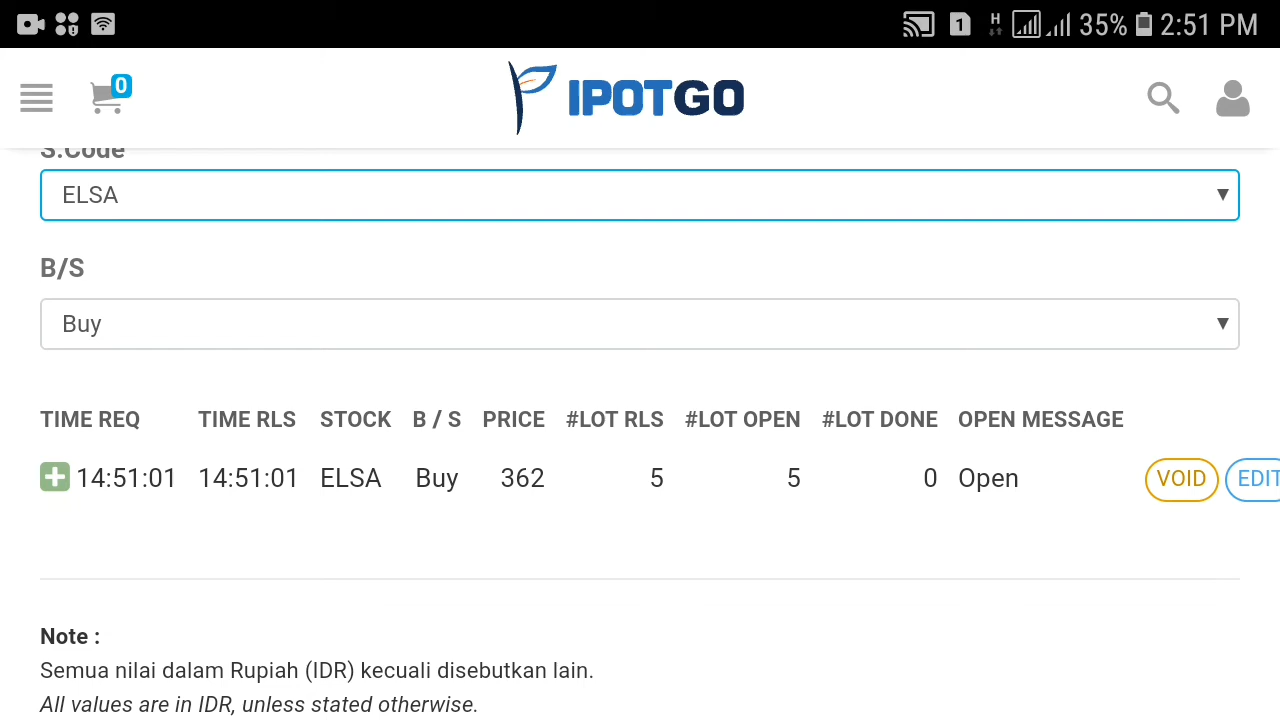 1 H 35% 2:51 PM
0 IPOTGO
S.Code
ELSA
B/S
Buy
TIME REQ TIME RLS STOCK B / S PRICE #LOT RLS #LOT OPEN #LOT DONE OPEN MESSAGE
14:51:01 14:51:01 ELSA Buy 362 5 5 0 Open VOID EDIT
Note :
Semua nilai dalam Rupiah (IDR) kecuali disebutkan lain.
All values are in IDR, unless stated otherwise.